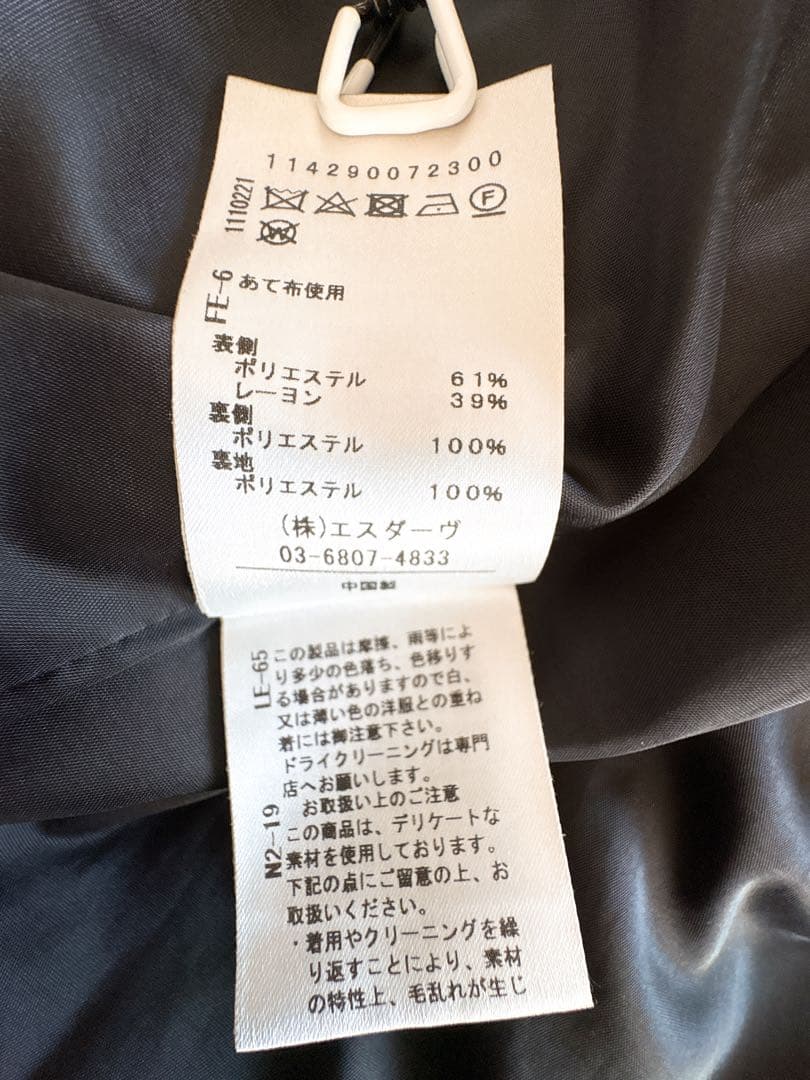 114290072300
1110221
F
W
FE-6
あて布使用
表側
ポリエステル 61%
レーヨン 39%
裏側
ポリエステル 100%
裏地
ポリエステル 100%
(株)エスダーヴ
03-6807-4833
中国製
LE-65
この製品は摩擦、雨等によ
り多少の色落ち、色移りす
る場合がありますので白、
又は薄い色の洋服との重ね
着には御注意下さい。
ドライクリーニングは専門
店へお願いします。
お取扱い上のご注意
N2-19
この商品は、デリケートな
素材を使用しております。
下記の点にご留意の上、お
取扱いください。
・着用やクリーニングを繰
り返すことにより、素材
の特性上、毛乱れが生じ